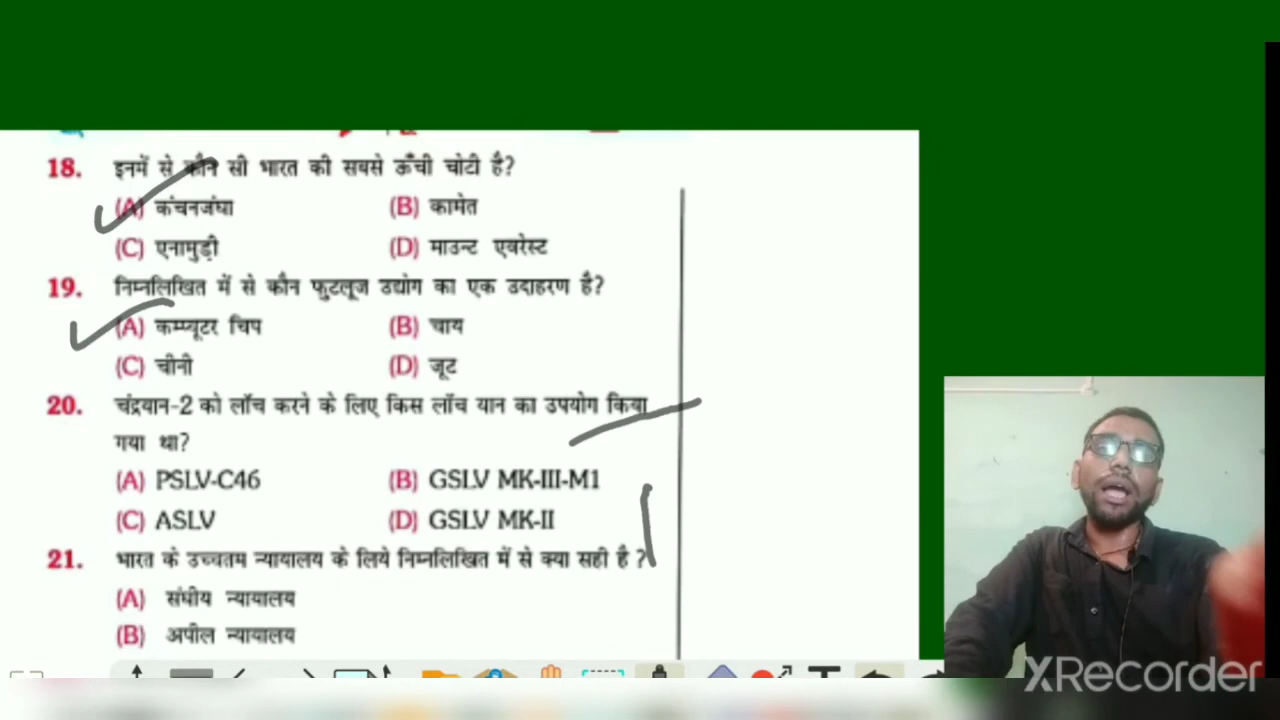 18. इनमें से कौन सी भारत की सबसे ऊँची चोटी है?
(A) कंचनजंघा (B) कामेत
(C) एनामुड़ी (D) माउन्ट एवरेस्ट
19. निम्नलिखित में से कौन फुटलूज उद्योग का एक उदाहरण है?
(A) कम्प्यूटर चिप (B) चाय
(C) चीनी (D) जूट
20. चंद्रयान-2 को लॉच करने के लिए किस लॉच यान का उपयोग किया
गया था?
(A) PSLV-C46 (B) GSLV MK-III-M1
(C) ASLV (D) GSLV MK-II
21. भारत के उच्चतम न्यायालय के लिये निम्नलिखित में से क्या सही है ?
(A) संघीय न्यायालय
(B) अपील न्यायालय
XRecorder